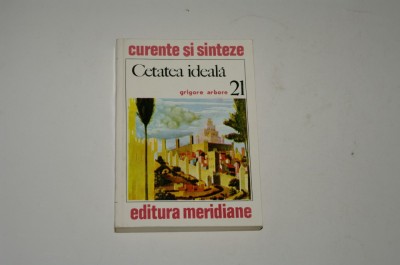 curente și sinteze
Cetatea ideală
grigore arbore 21
editura meridiane